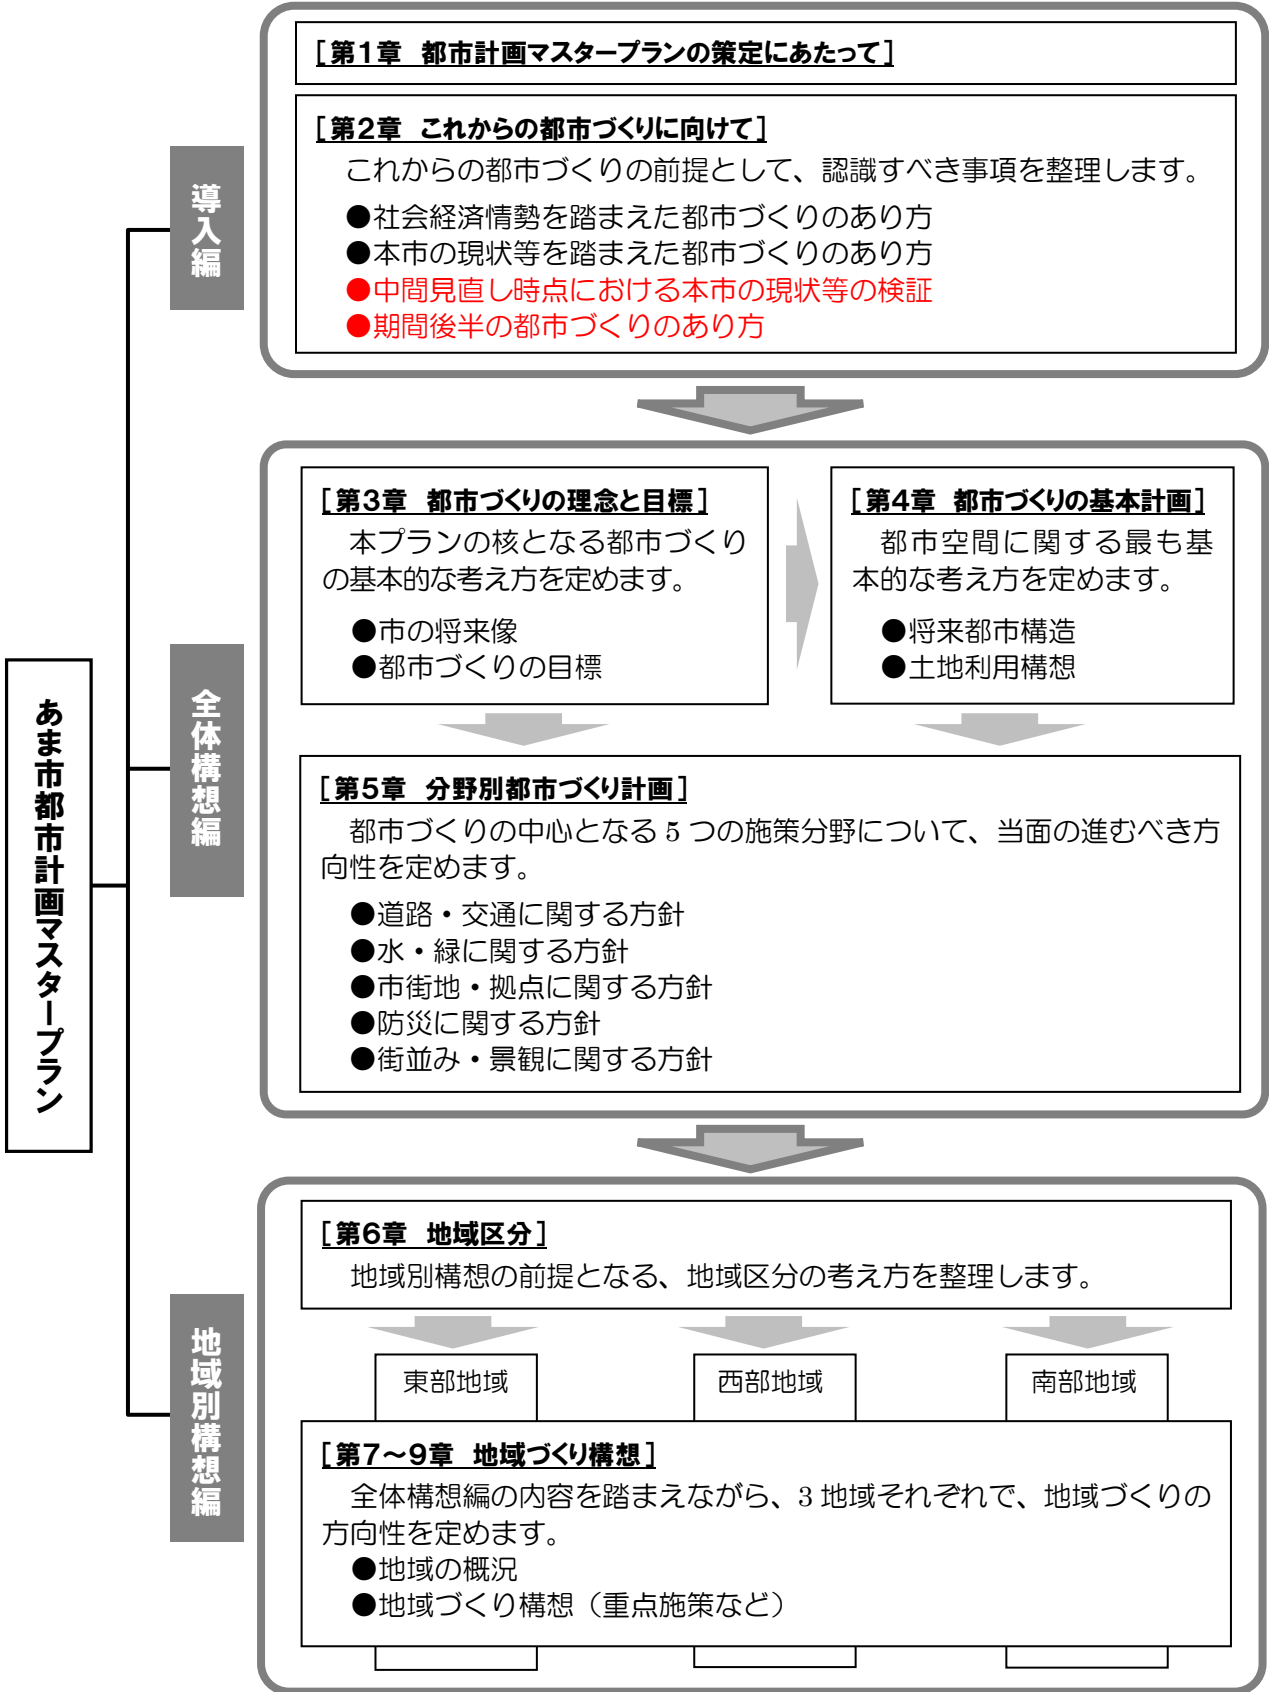 あま市都市計画マスタープラン
導入編
[第1章 都市計画マスタープランの策定にあたって]
[第2章 これからの都市づくりに向けて]
これからの都市づくりの前提として、認識すべき事項を整理します。
●社会経済情勢を踏まえた都市づくりのあり方
●本市の現状等を踏まえた都市づくりのあり方
●中間見直し時点における本市の現状等の検証
●期間後半の都市づくりのあり方
全体構想編
[第3章 都市づくりの理念と目標]
本プランの核となる都市づくり
の基本的な考え方を定めます。
●市の将来像
●都市づくりの目標
[第4章 都市づくりの基本計画]
都市空間に関する最も基
本的な考え方を定めます。
●将来都市構造
●土地利用構想
[第5章 分野別都市づくり計画]
都市づくりの中心となる5つの施策分野について、当面の進むべき方
向性を定めます。
●道路・交通に関する方針
●水・緑に関する方針
●市街地・拠点に関する方針
●防災に関する方針
●街並み・景観に関する方針
地域別構想編
[第6章 地域区分]
地域別構想の前提となる、地域区分の考え方を整理します。
東部地域
西部地域
南部地域
[第7~9章 地域づくり構想]
全体構想編の内容を踏まえながら、3地域それぞれで、地域づくりの
方向性を定めます。
●地域の概況
●地域づくり構想(重点施策など)